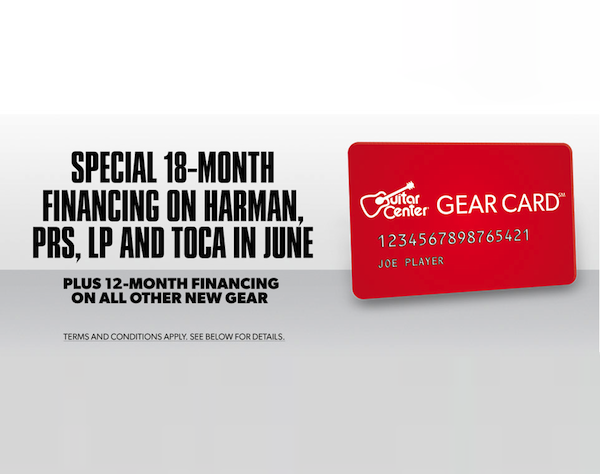 SPECIAL 18-MONTH
FINANCING ON HARMAN,
PRS, LP AND TOCA IN JUNE
PLUS 12-MONTH FINANCING
ON ALL OTHER NEW GEAR
TERMS AND CONDITIONS APPLY. SEE BELOW FOR DETAILS.
Guitar
Center GEAR CARD℠
1234567898765421
JOE PLAYER